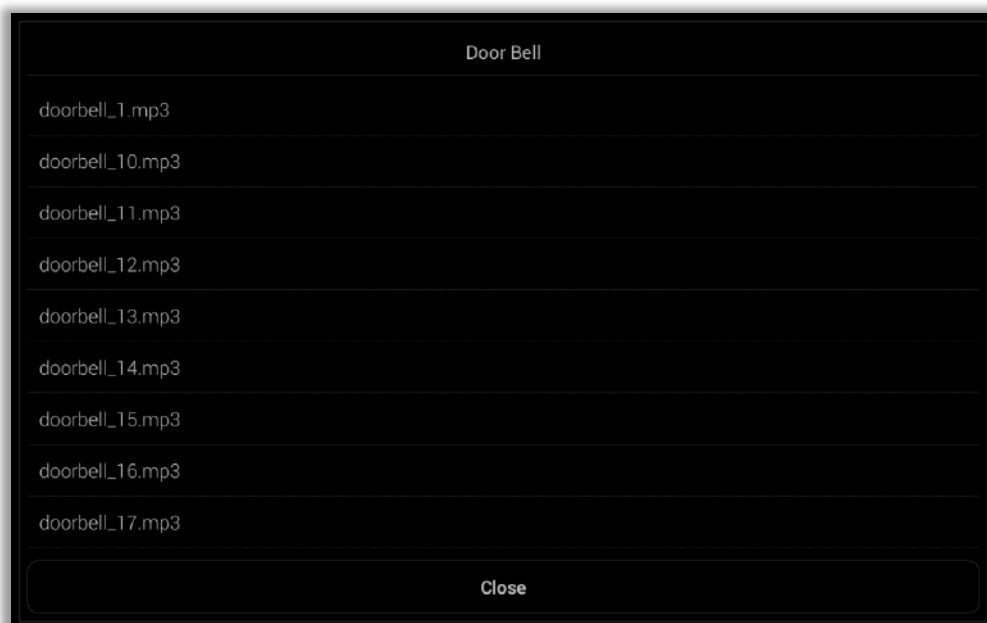 Door Bell
doorbell_1.mp3
doorbell_10.mp3
doorbell_11.mp3
doorbell_12.mp3
doorbell_13.mp3
doorbell_14.mp3
doorbell_15.mp3
doorbell_16.mp3
doorbell_17.mp3
Close